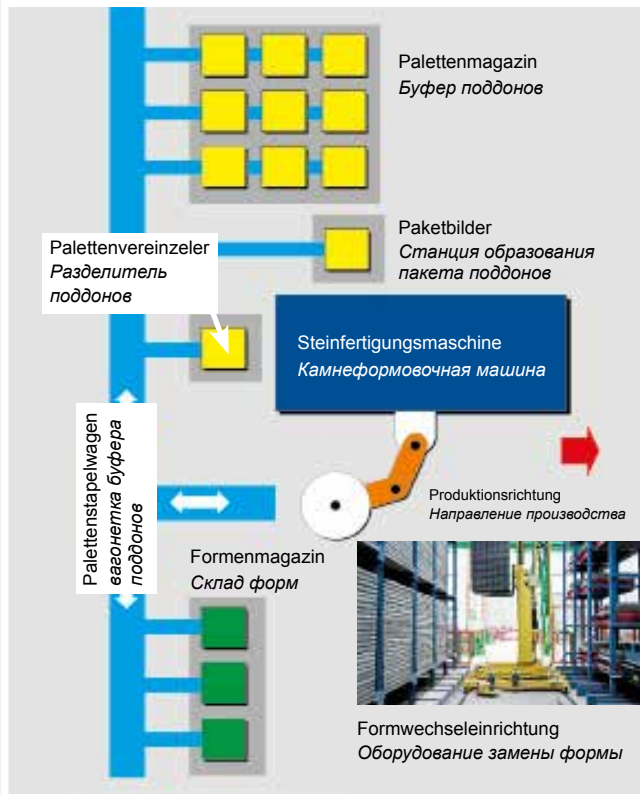 Palettenmagazin
Буфер поддонов
Paketbilder
Станция образования
пакета поддонов
Palettenvereinzeler
Разделитель
поддонов
Steinfertigungsmaschine
Камнеформовочная машина
Palettenstapelwagen
вагонетка буфера
поддонов
Produktionsrichtung
Направление производства
Formenmagazin
Склад форм
Formwechseleinrichtung
Оборудование замены формы